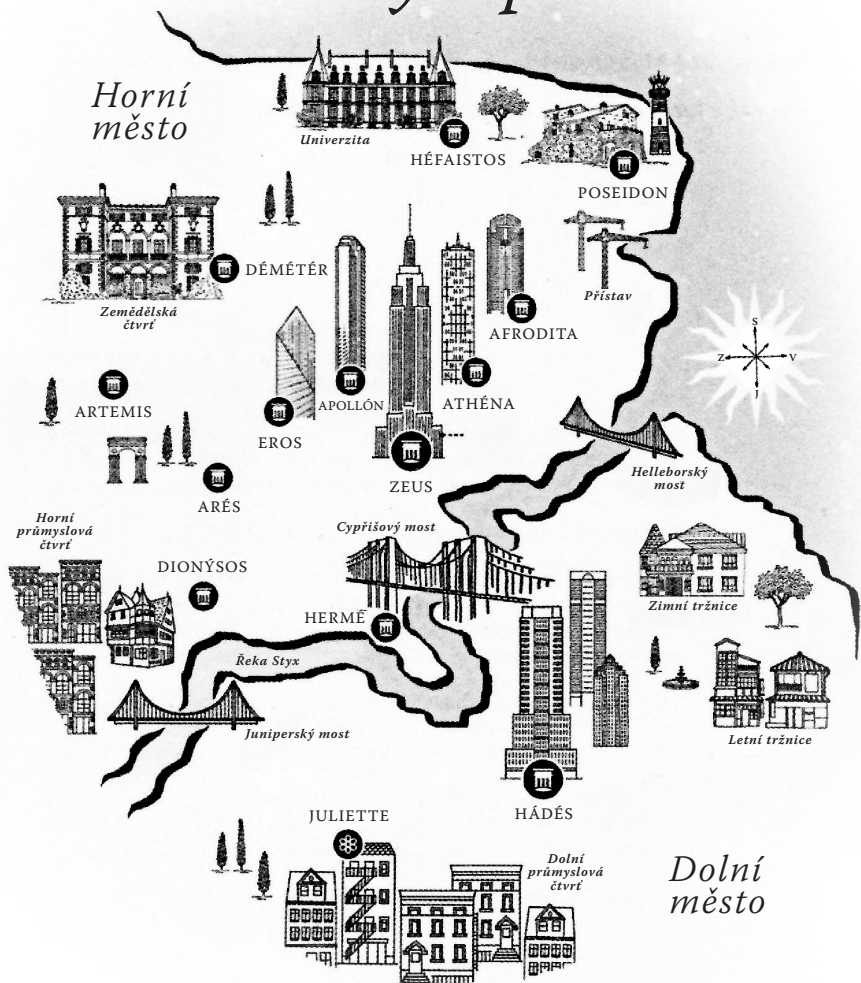 Horní
město
Univerzita
HÉFAISTOS
POSEIDON
DÉMÉTÉR
Zemědělská
čtvrť
Přístav
AFRODITA
S
Z
V
J
ARTEMIS
APOLLÓN
ATHÉNA
EROS
ZEUS
Helleborský
most
ARÉS
Horní
průmyslová
čtvrť
Cypřišový most
DIONÝSOS
Zimní tržnice
HERMÉ
Řeka Styx
Juniperský most
Letní tržnice
HÁDÉS
JULIETTE
Dolní
průmyslová
čtvrť
Dolní
město